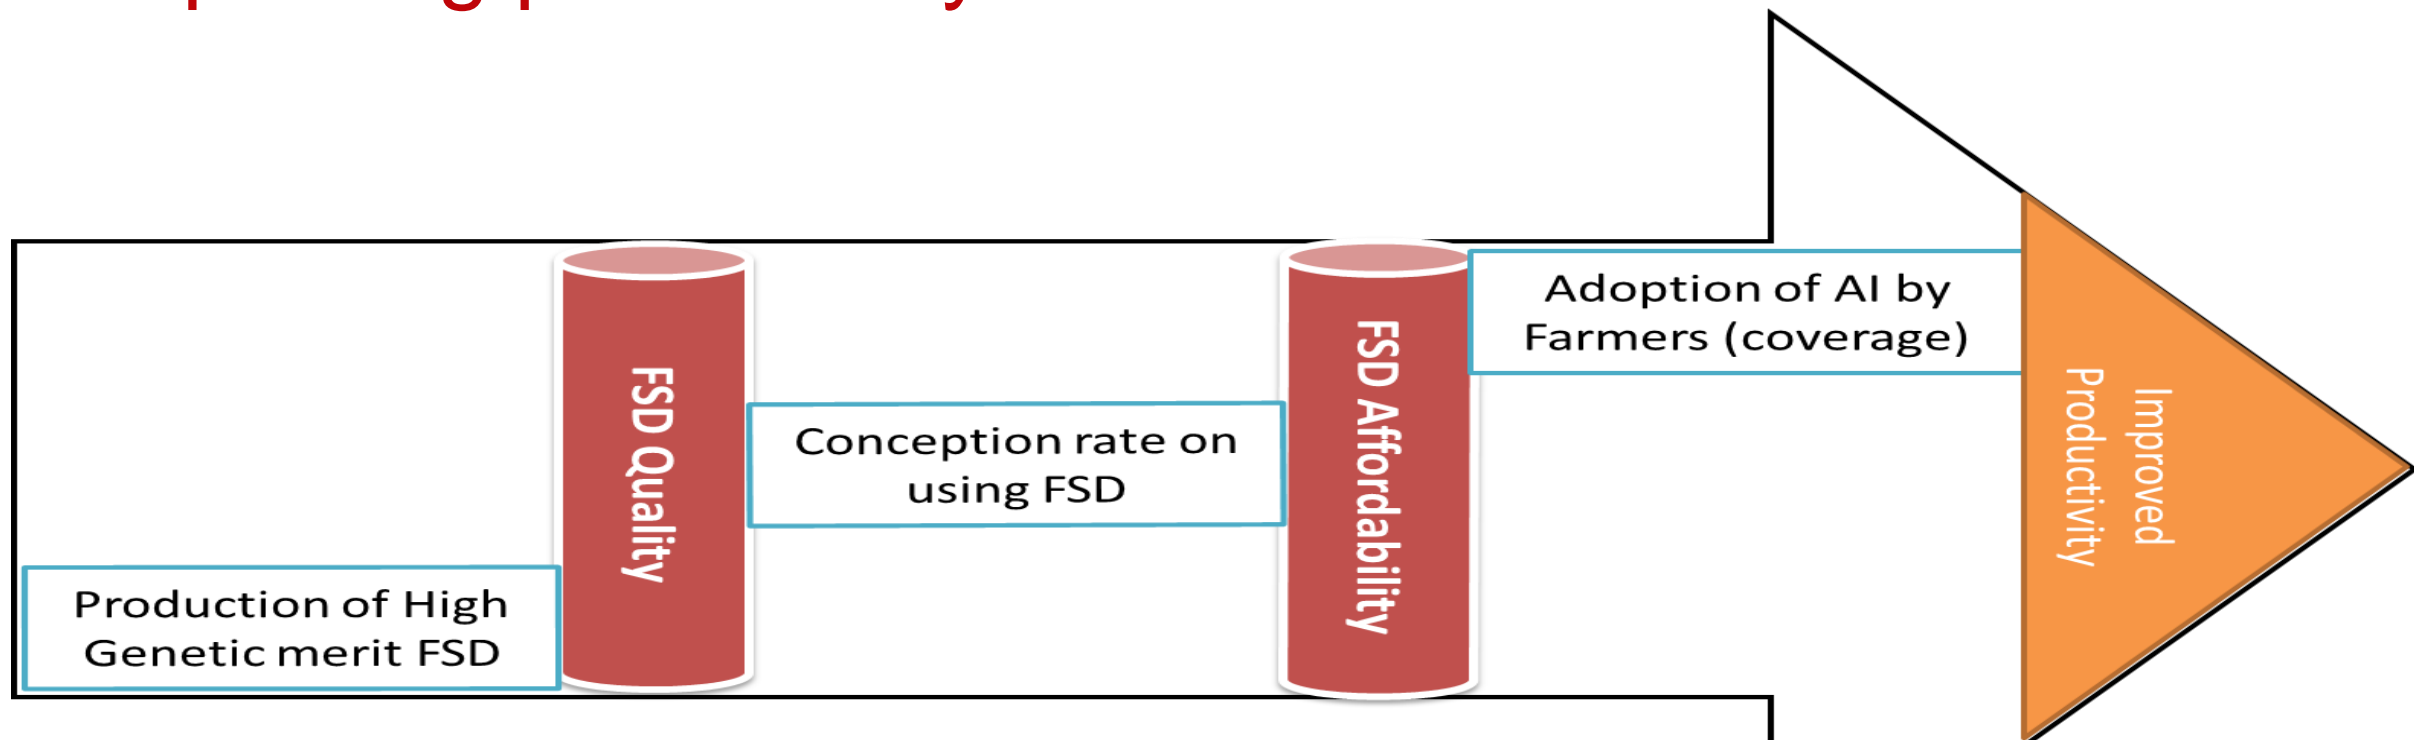 Production of High
Genetic merit FSD
FSD Quality
Conception rate on
using FSD
FSD Affordability
Adoption of AI by
Farmers (coverage)
Improved
Productivity